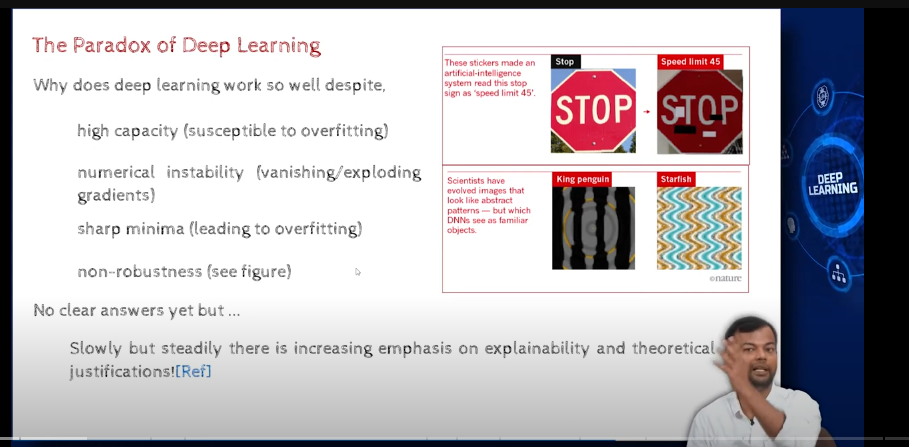 The Paradox of Deep Learning
Why does deep learning work so well despite,
high capacity (susceptible to overfitting)
numerical instability (vanishing/exploding
gradients)
sharp minima (leading to overfitting)
non-robustness (see figure)
No clear answers yet but ...
Slowly but steadily there is increasing emphasis on explainability and theoretical
justifications![Ref]
These stickers made an
artificial-intelligence
system read this stop
sign as ‘speed limit 45’.
Stop
STOP
Speed limit 45
STOP
Scientists have
evolved images that
look like abstract
patterns — but which
DNNs see as familiar
objects.
King penguin
Starfish
©nature
DEEP
LEARNING